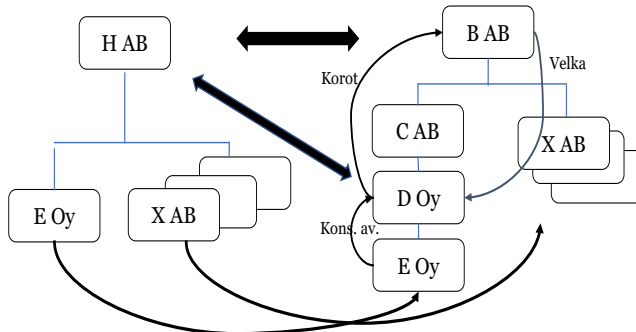 H AB
B AB
Korot
Velka
C AB
X AB
E Oy
X AB
D Oy
Kons. av.
E Oy